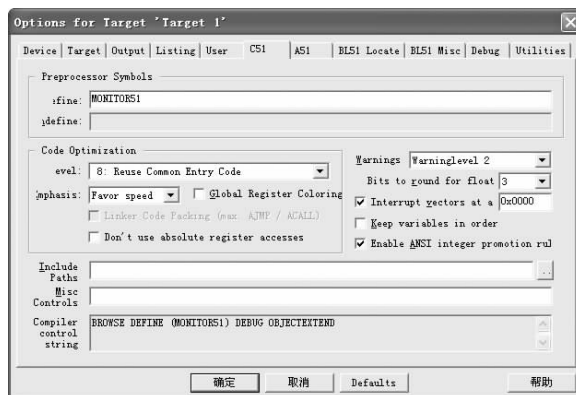 Options for Target 'Target 1'
Device Target Output Listing User C51 A51 BL51 Locate BL51 Misc Debug Utilities
Preprocessor Symbols
efine: MONITOR51
define:
Code Optimization
evel: 8: Reuse Common Entry Code
mphasis: Favor speed Global Register Coloring
Linker Code Packing (max. AJMP / ACALL)
Don't use absolute register accesses
Warnings Warninglevel 2
Bits to round for float 3
Interrupt vectors at a 0x0000
Keep variables in order
Enable ANSI integer promotion rul
Include Paths
Misc Controls
Compiler control string BROWSE DEFINE (MONITOR51) DEBUG OBJECTEXTEND
确定 取消 Defaults 帮助